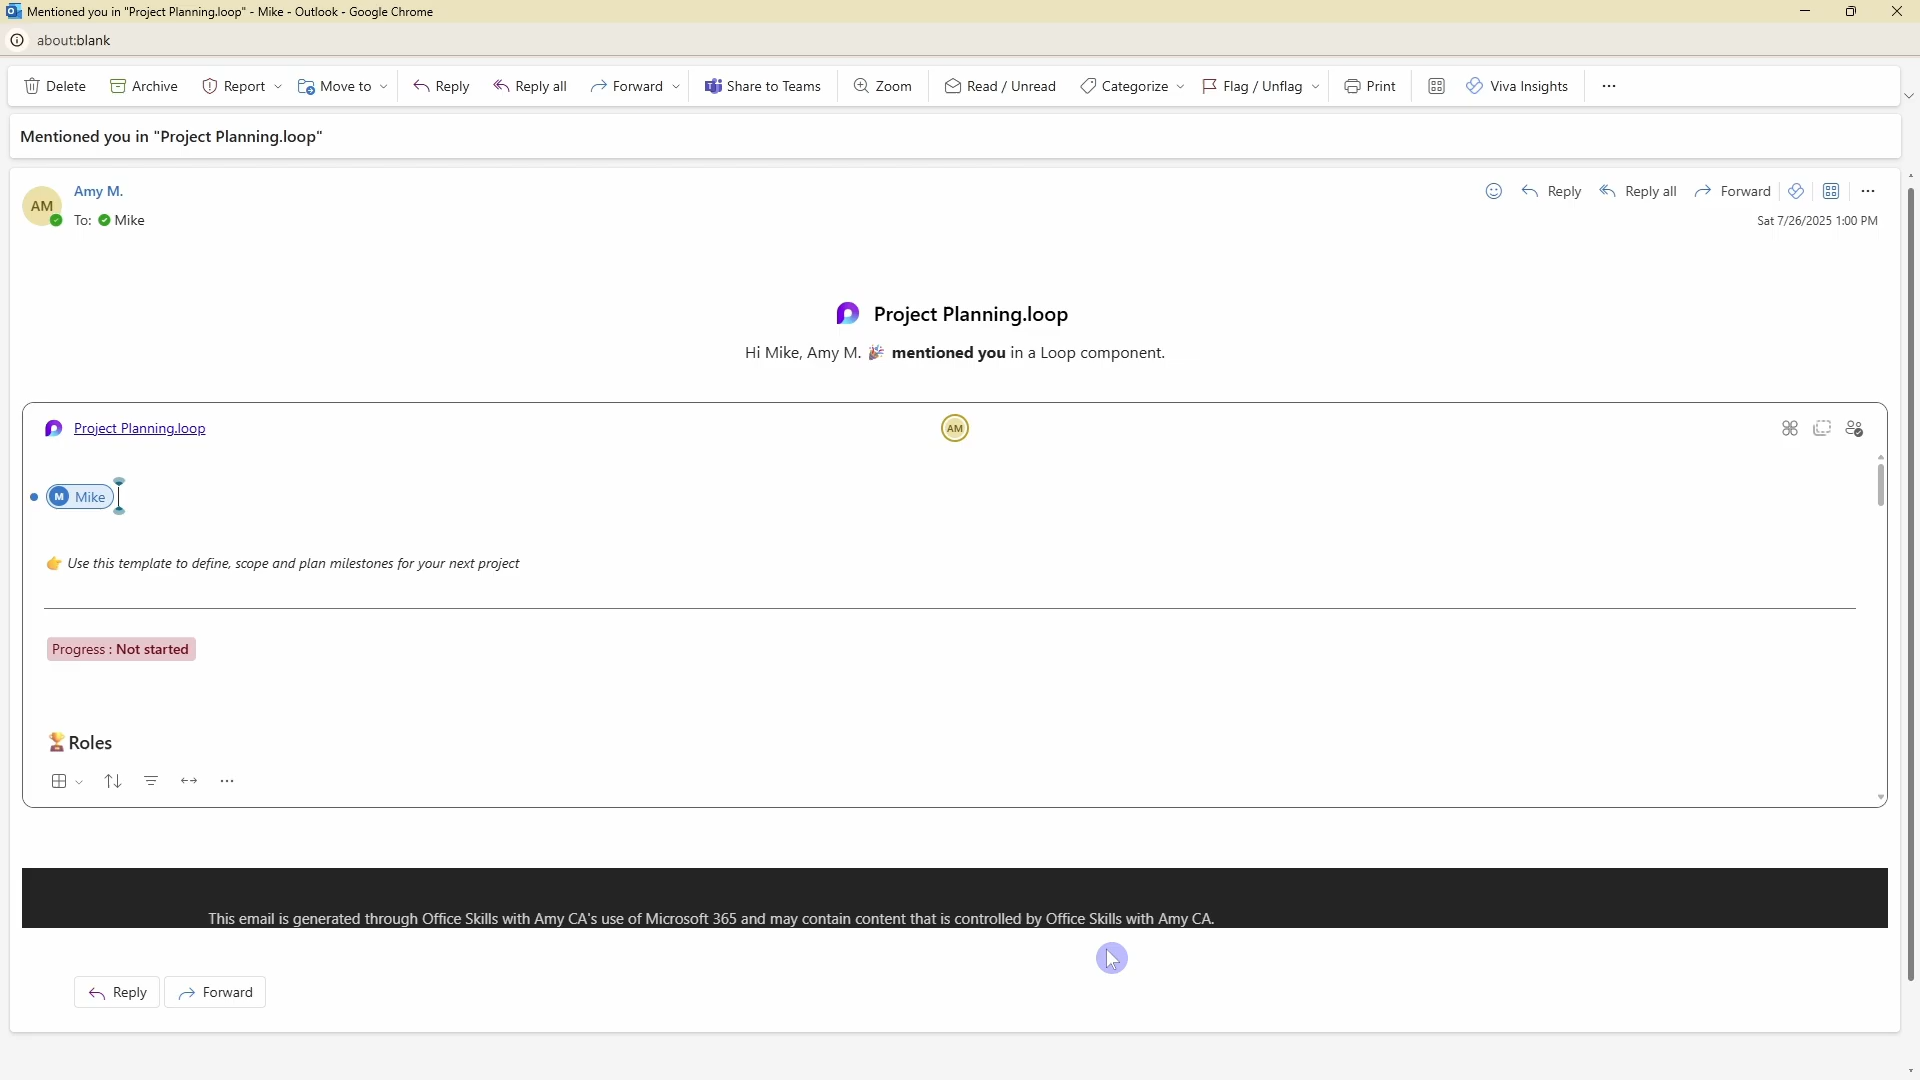 Mentioned you in "Project Planning.loop" - Mike - Outlook - Google Chrome
about:blank
Delete Archive Report Move to Reply Reply all Forward Share to Teams Zoom Read / Unread Categorize Flag / Unflag Print Viva Insights
Mentioned you in "Project Planning.loop"
AM Amy M. Reply Reply all Forward
To: Mike Sat 7/26/2025 1:00 PM
Project Planning.loop
Hi Mike, Amy M. 🎉 mentioned you in a Loop component.
Project Planning.loop AM
M Mike
👉 Use this template to define, scope and plan milestones for your next project
Progress : Not started
🏆 Roles
This email is generated through Office Skills with Amy CA's use of Microsoft 365 and may contain content that is controlled by Office Skills with Amy CA.
Reply Forward